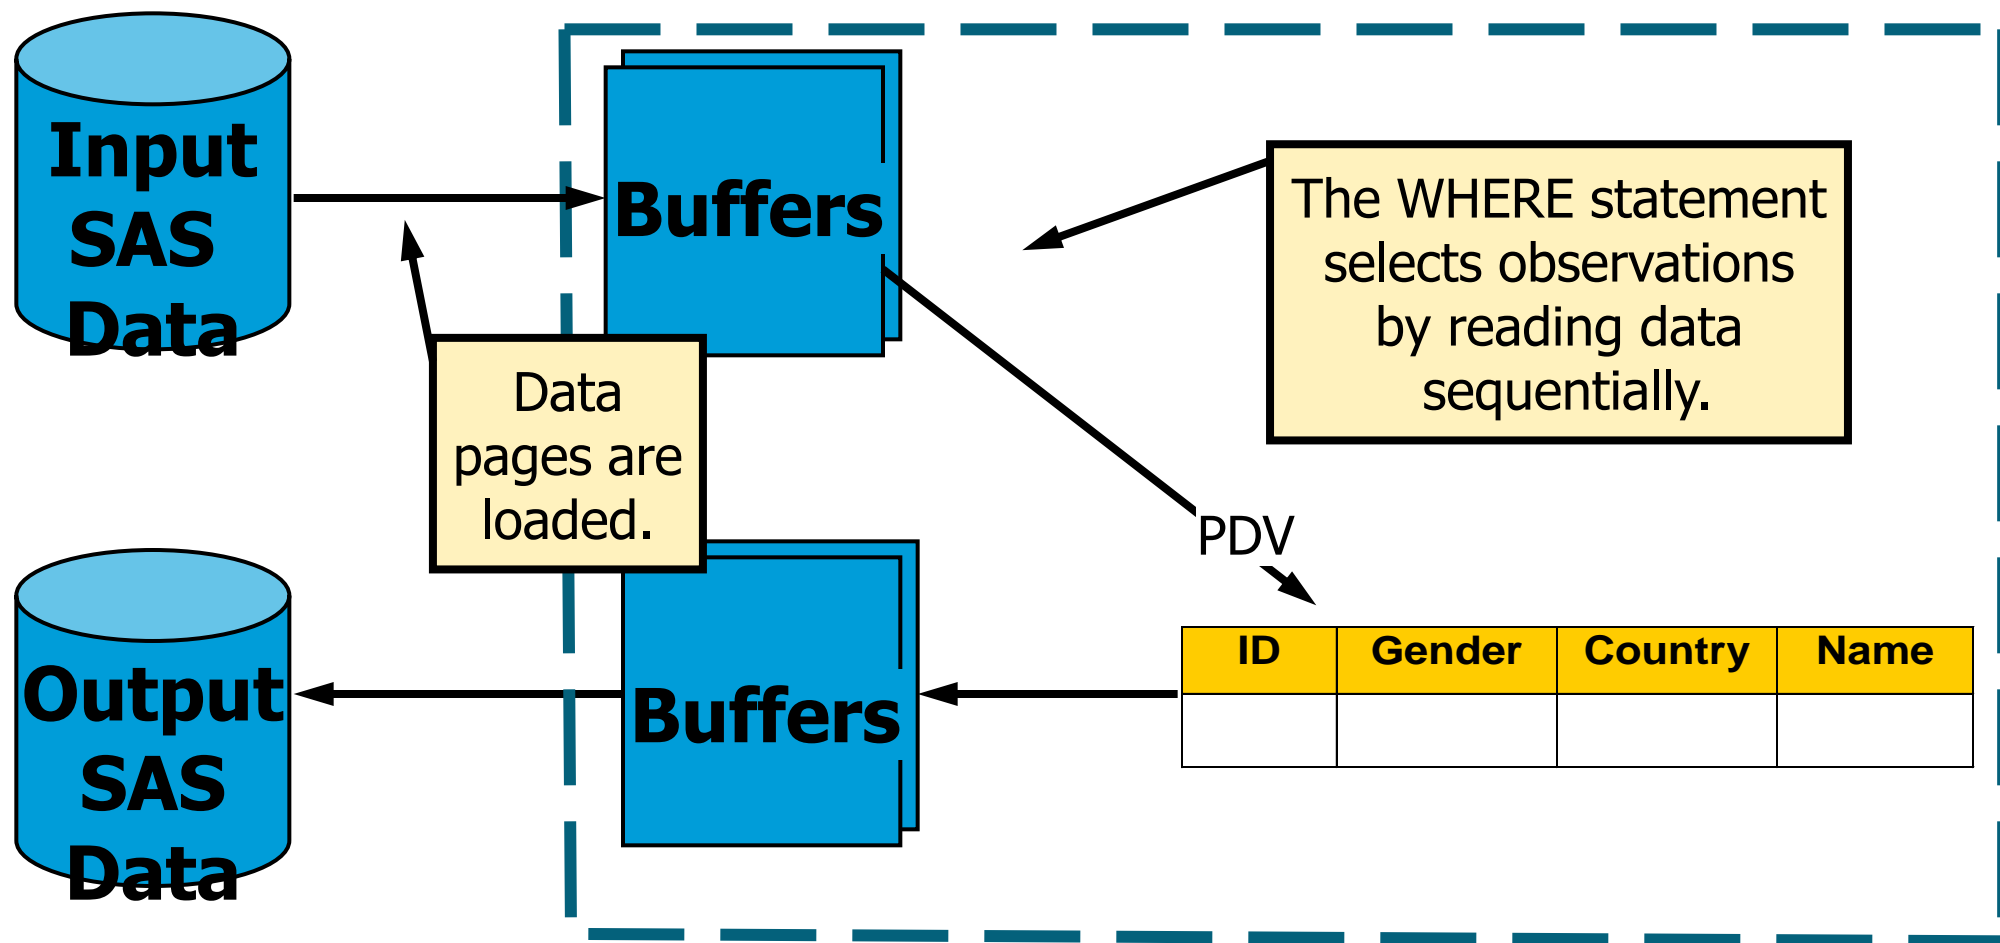 Input
SAS
Data
Buffers
The WHERE statement
selects observations
by reading data
sequentially.
Data
pages are
loaded.
PDV
ID Gender Country Name
Output
SAS
Data
Buffers